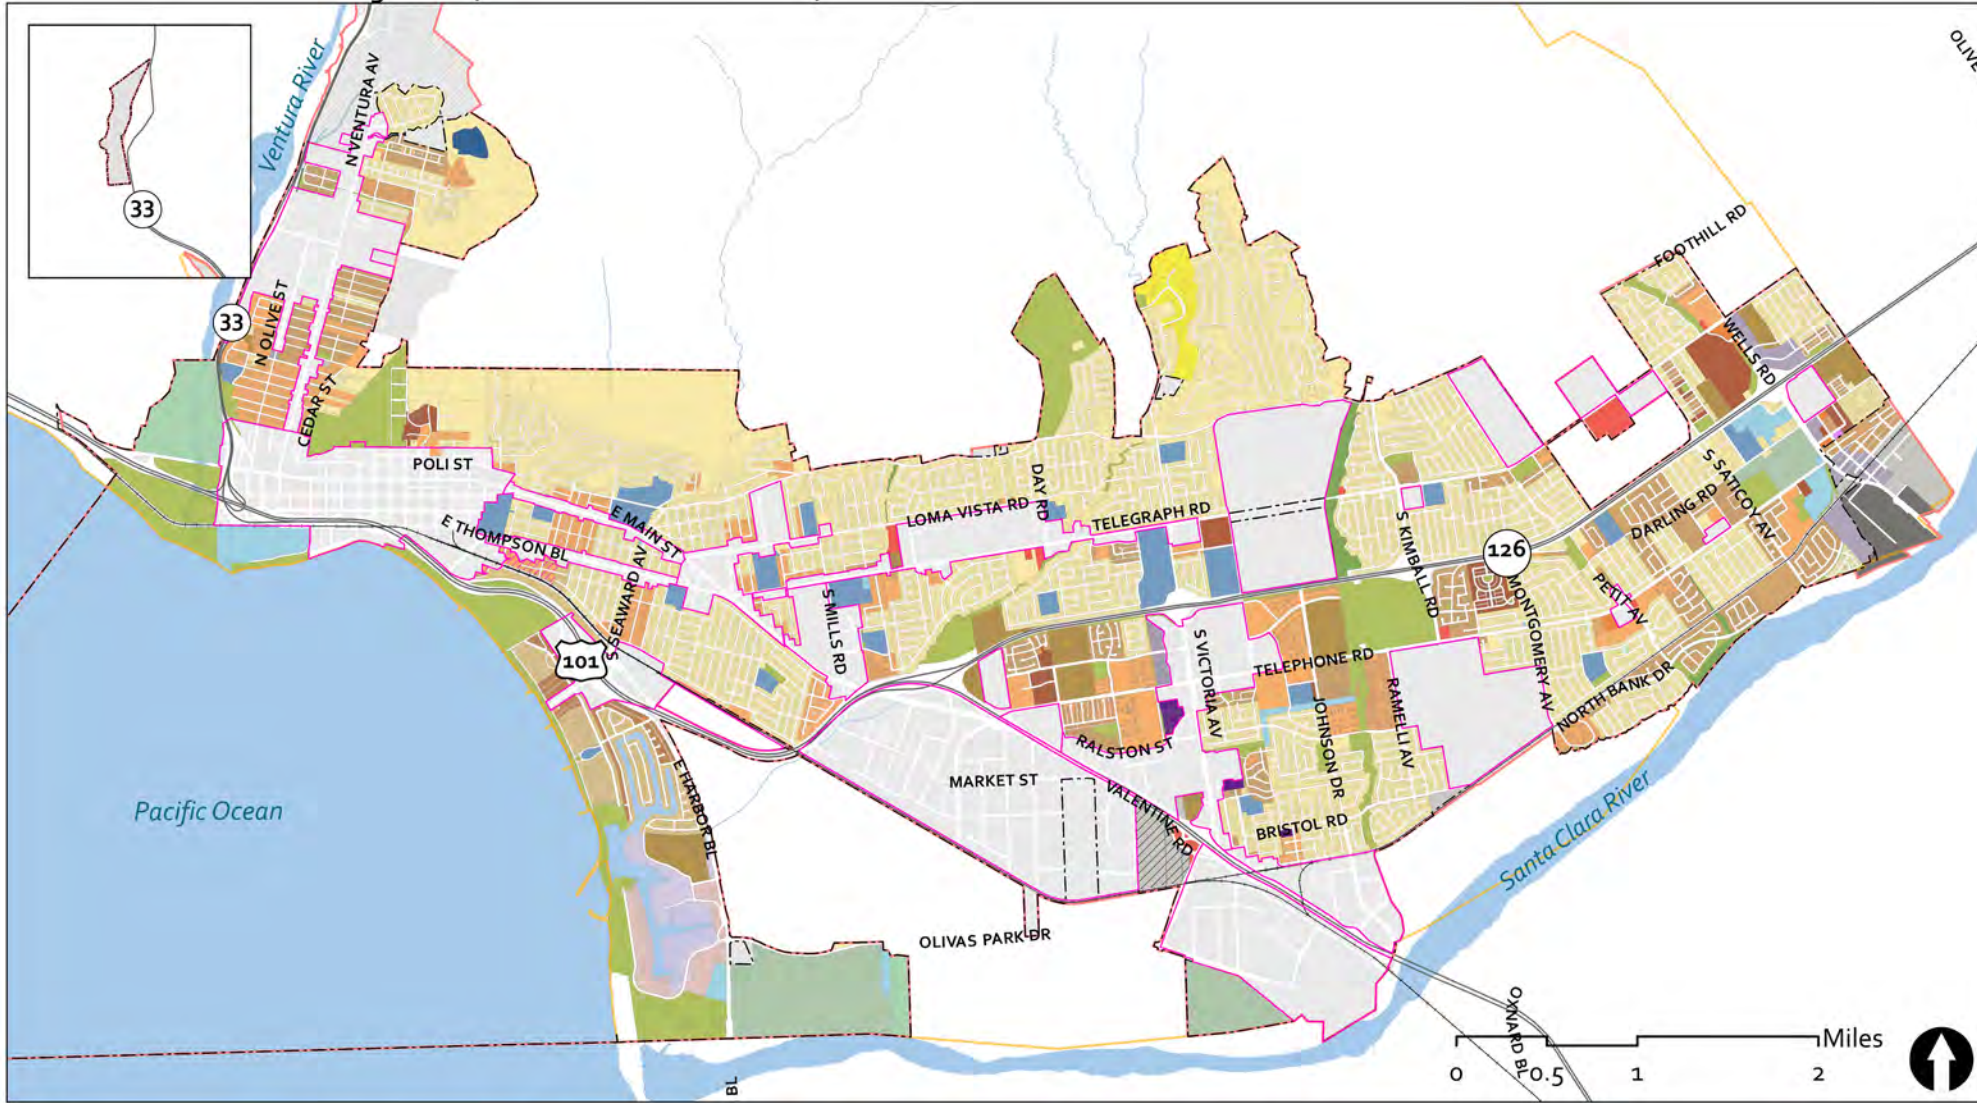 OLIVE
Ventura River
N VENTURA AV
33
FOOTHILL RD
33
N OLIVE ST
WELLS RD
CEDAR ST
POLI ST
E THOMPSON BL
E MAIN ST
LOMA VISTA RD
DAY RD
TELEGRAPH RD
S KIMBALL RD
126
DARLING RD
S SATICOY AV
S SEAWARD AV
101
S MILLS RD
S VICTORIA AV
TELEPHONE RD
MONTGOMERY AV
PETIT AV
NORTH BANK DR
RAMELLI AV
JOHNSON DR
RALSTON ST
MARKET ST
VALENTINE RD
BRISTOL RD
E HARBOR BL
Pacific Ocean
Santa Clara River
OLIVAS PARK DR
OXNARD BL
BL
Miles
0 0.5 1 2